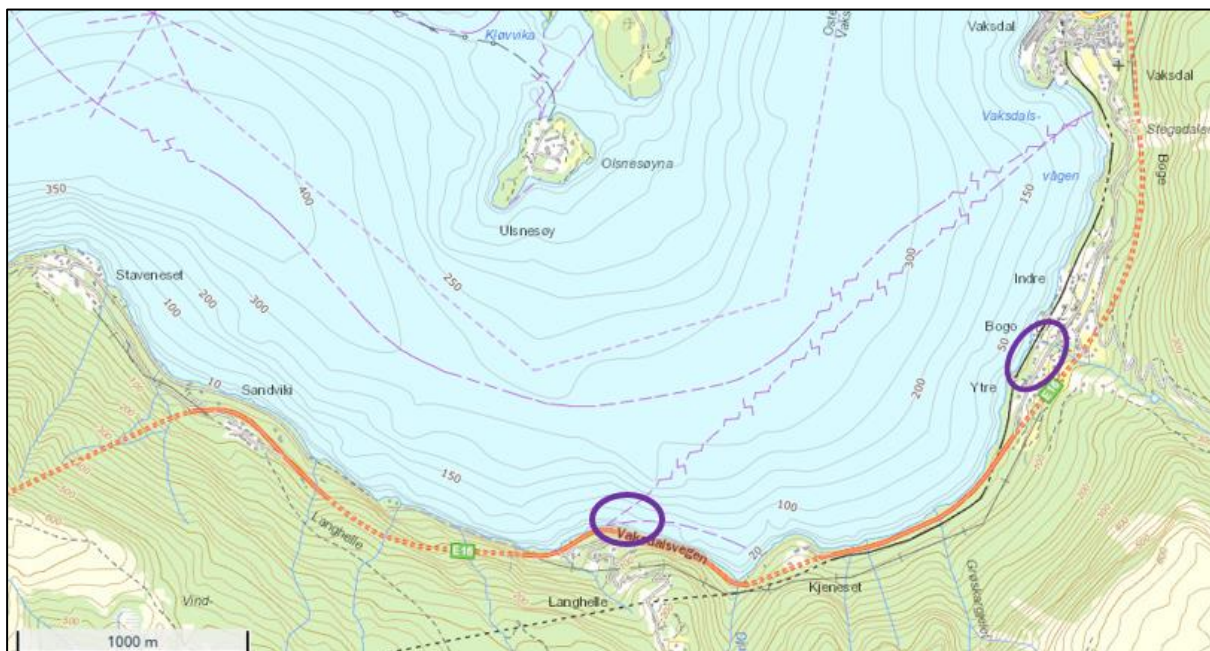 Kløvvika
Vaksdal
Vaksdal
Vaksdals-
vågen
Stegadalen
Boge
Olsnesøyna
Ulsnesøy
350
400
250
300
150
Staveneset
100
200
300
Indre
Bogo
50
Ytre
E16
200
Sandviki
10
150
100
20
Langhelle
E16
Vaksdalsvegen
Langhelle
Kjeneset
Vind-
1000 m